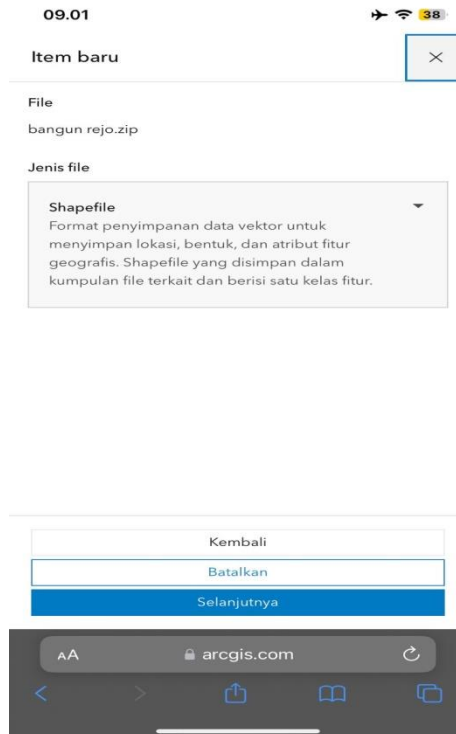 09.01
38
Item baru
File
bangun rejo.zip
Jenis file
Shapefile
Format penyimpanan data vektor untuk
menyimpan lokasi, bentuk, dan atribut fitur
geografis. Shapefile yang disimpan dalam
kumpulan file terkait dan berisi satu kelas fitur.
Kembali
Batalkan
Selanjutnya
AA
arcgis.com